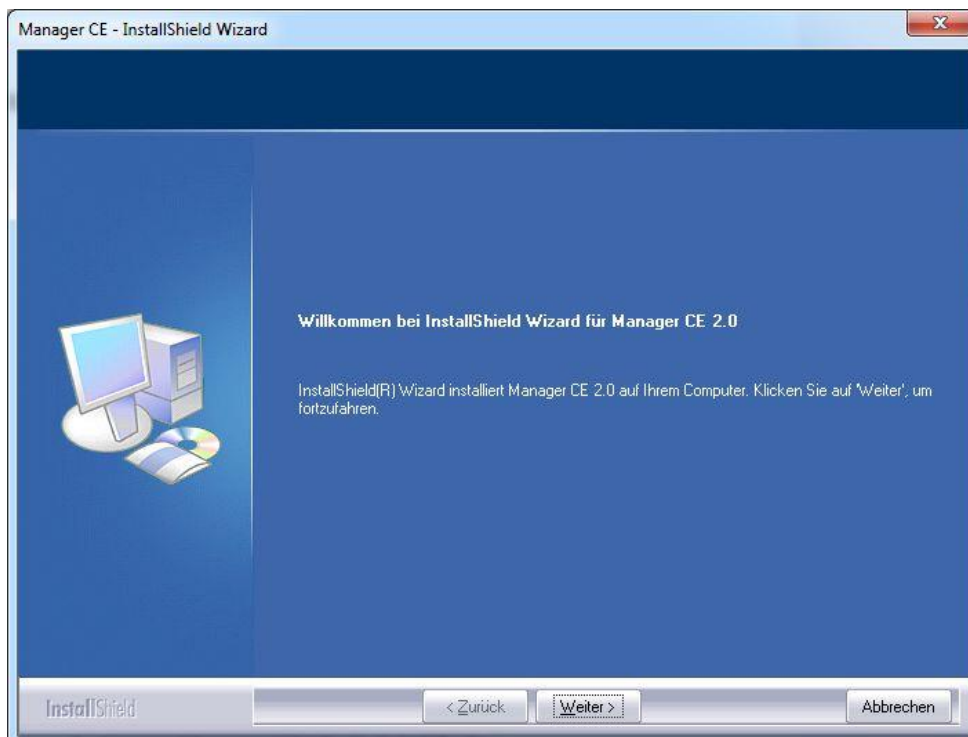 Manager CE - InstallShield Wizard
Willkommen bei InstallShield Wizard für Manager CE 2.0
InstallShield(R) Wizard installiert Manager CE 2.0 auf Ihrem Computer. Klicken Sie auf 'Weiter', um
fortzufahren.
InstallShield
< Zurück
Weiter >
Abbrechen